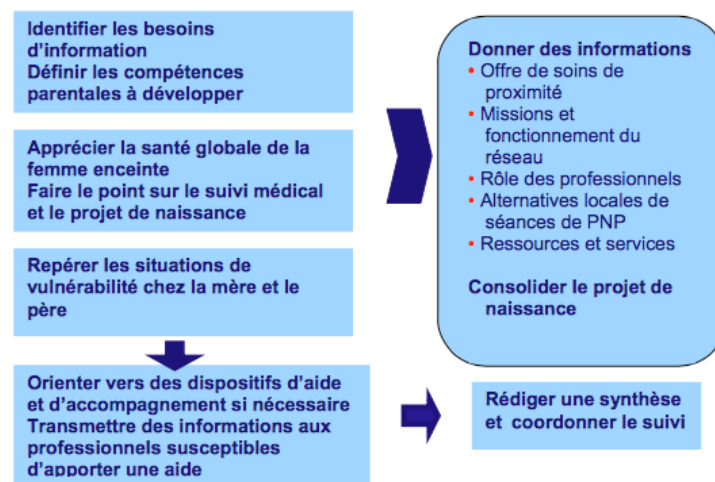 Identifier les besoins
d'information
Définir les compétences
parentales à développer
Apprécier la santé globale de la
femme enceinte
Faire le point sur le suivi médical
et le projet de naissance
Repérer les situations de
vulnérabilité chez la mère et le
père
Orienter vers des dispositifs d'aide
et d'accompagnement si nécessaire
Transmettre des informations aux
professionnels susceptibles
d'apporter une aide
Donner des informations
• Offre de soins de
proximité
• Missions et
fonctionnement du
réseau
• Rôle des professionnels
• Alternatives locales de
séances de PNP
• Ressources et services
Consolider le projet de
naissance
Rédiger une synthèse
et coordonner le suivi